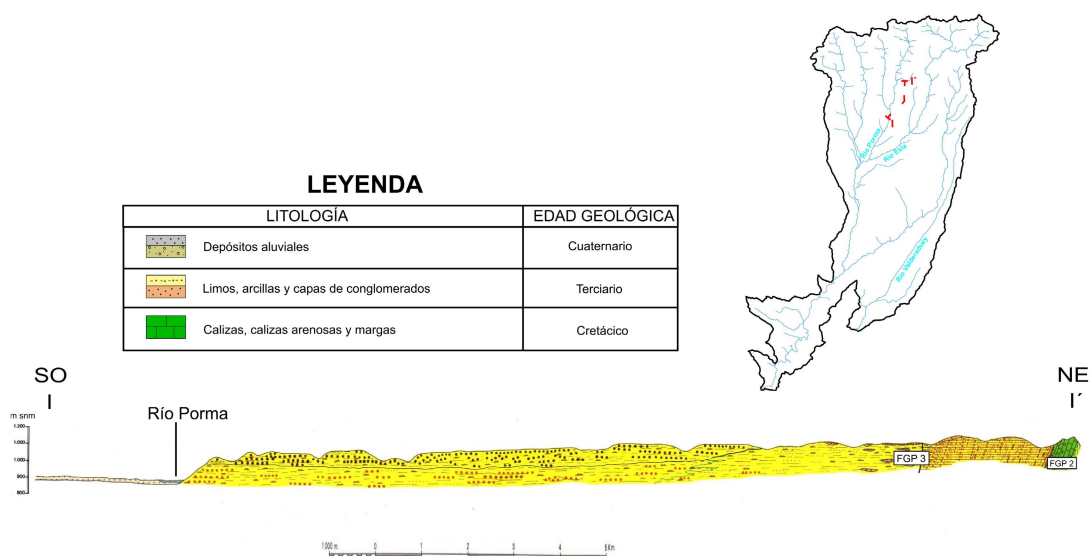 I´
I
Río Porma
Río Esla
Río Valderaduey
LEYENDA
LITOLOGÍA EDAD GEOLÓGICA
Depósitos aluviales Cuaternario
Limos, arcillas y capas de conglomerados Terciario
Calizas, calizas arenosas y margas Cretácico
SO NE
I I´
m snm
Río Porma
1.200
1.000
900
800
FGP 3
FGP 2
1.000 m. 0 1 2 3 4 5 Km.